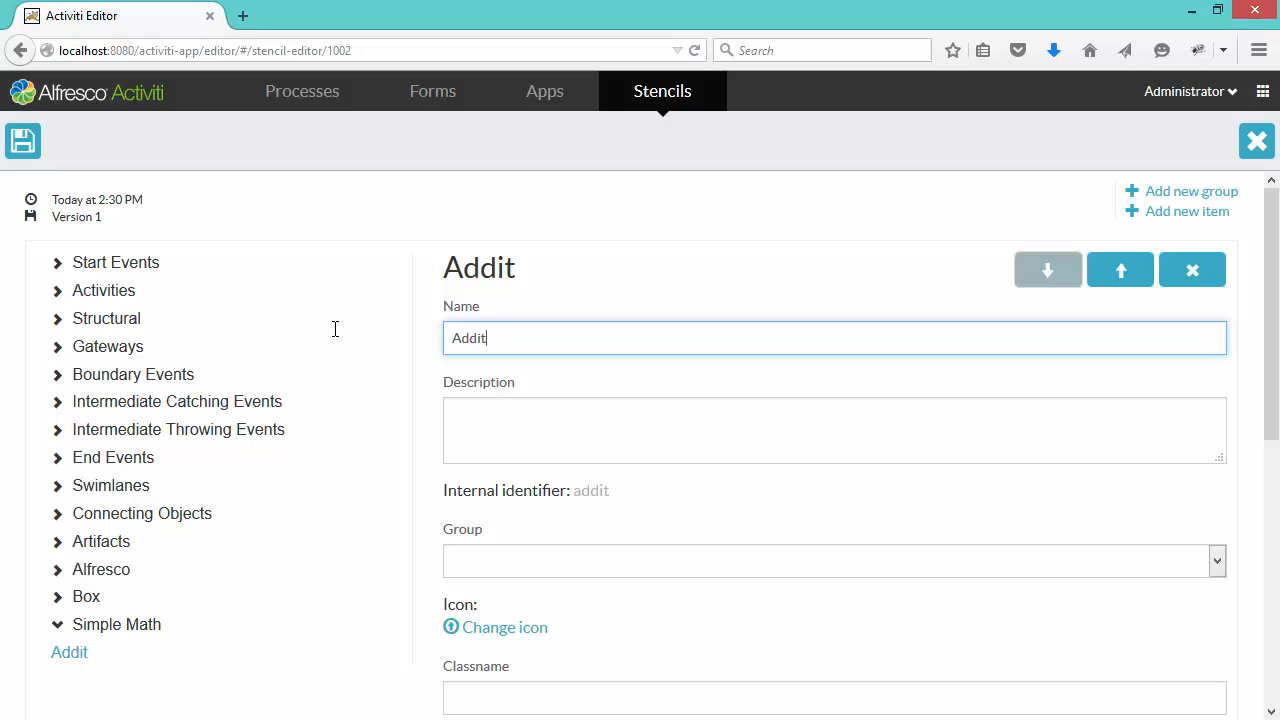 Activiti Editor
localhost:8080/activiti-app/editor/#/stencil-editor/1002
Search
Alfresco Activiti
Processes
Forms
Apps
Stencils
Administrator
Today at 2:30 PM
Version 1
Add new group
Add new item
Start Events
Activities
Structural
Gateways
Boundary Events
Intermediate Catching Events
Intermediate Throwing Events
End Events
Swimlanes
Connecting Objects
Artifacts
Alfresco
Box
Simple Math
Addit
Addit
Name
Addit
Description
Internal identifier: addit
Group
Icon:
Change icon
Classname